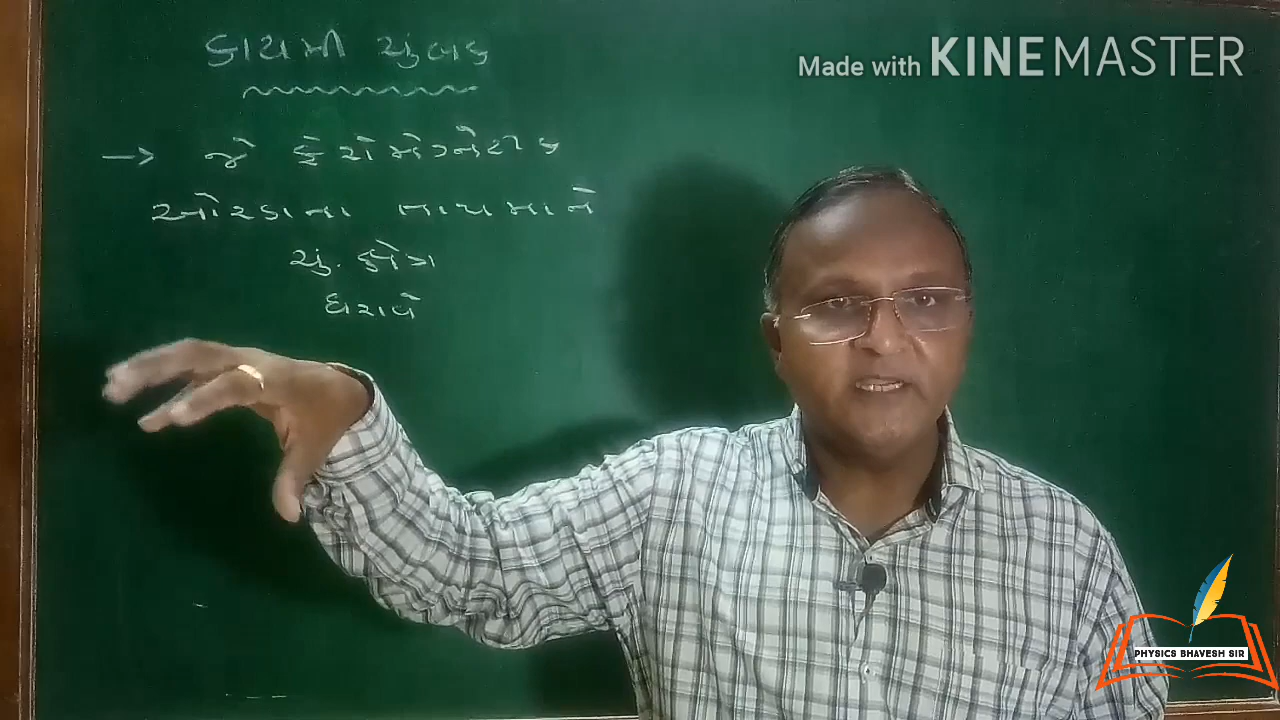 કાયમી ચુંબક
Made with KINEMASTER
→ જે ફેરોમેગ્નેટીક
ઓરડાના તાપમાને
ચું. ક્ષેત્ર
ધરાવે
PHYSICS BHAVESH SIR